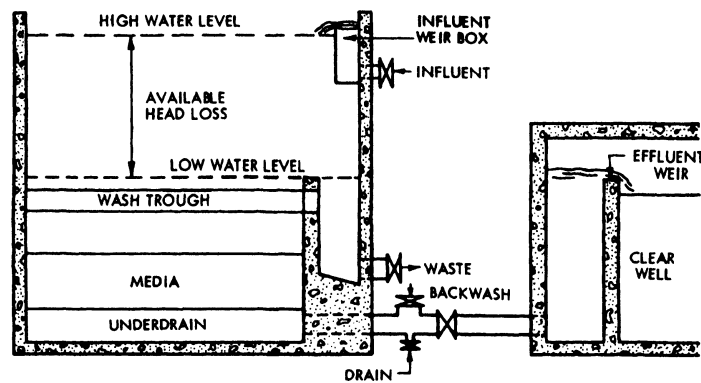 HIGH WATER LEVEL
INFLUENT
WEIR BOX
INFLUENT
AVAILABLE
HEAD LOSS
LOW WATER LEVEL
EFFLUENT
WEIR
WASH TROUGH
CLEAR
WELL
WASTE
MEDIA
BACKWASH
UNDERDRAIN
DRAIN